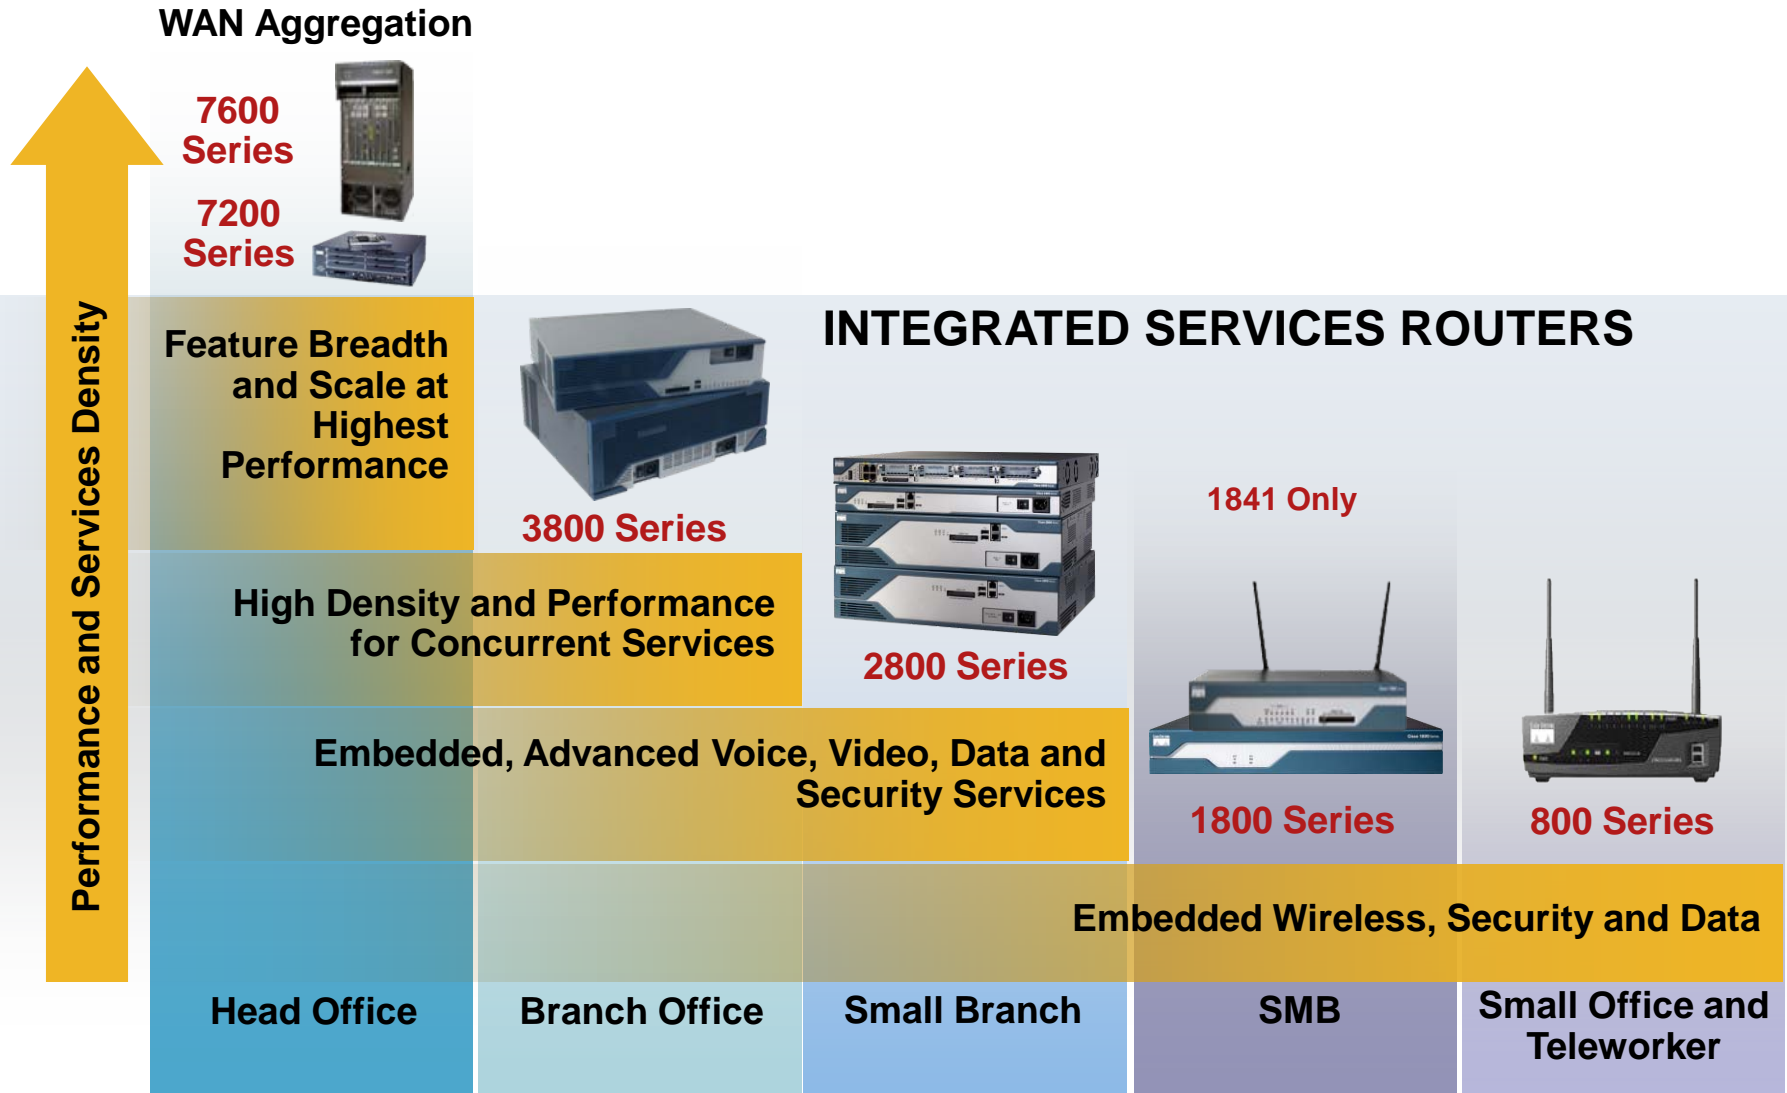 WAN Aggregation
7600
Series
7200
Series
Performance and Services Density
Feature Breadth
and Scale at
Highest
Performance
INTEGRATED SERVICES ROUTERS
3800 Series
1841 Only
High Density and Performance
for Concurrent Services
2800 Series
Embedded, Advanced Voice, Video, Data and
Security Services
1800 Series
800 Series
Embedded Wireless, Security and Data
Head Office
Branch Office
Small Branch
SMB
Small Office and
Teleworker